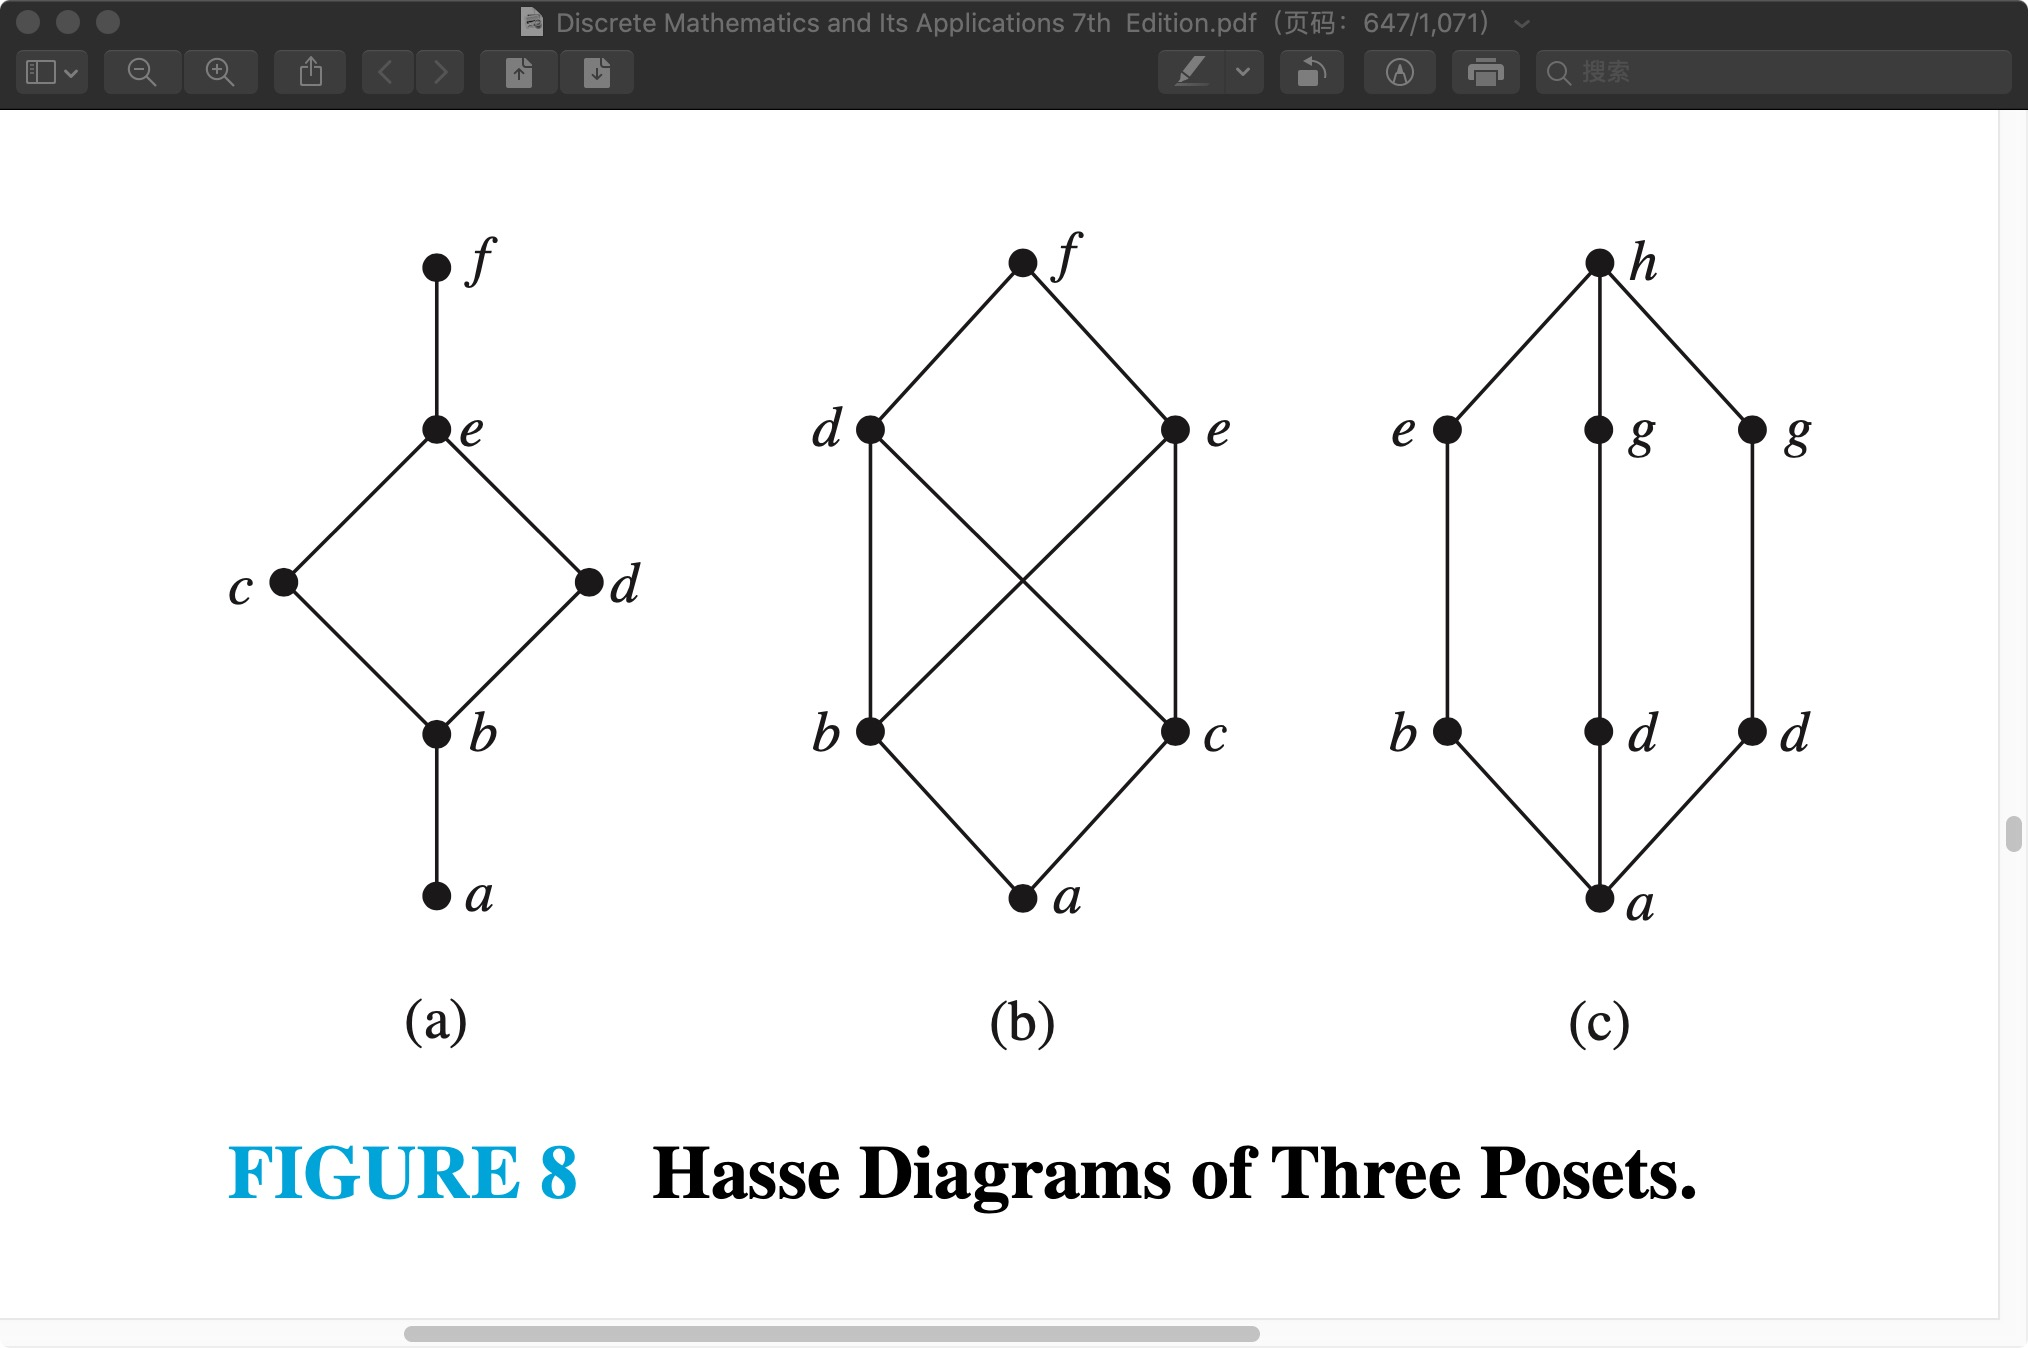 Discrete Mathematics and Its Applications 7th Edition.pdf（页码：647/1,071）
搜索
f
e
c
d
b
a
(a)
f
d
e
b
c
a
(b)
h
e
g
g
b
d
d
a
(c)
FIGURE 8 Hasse Diagrams of Three Posets.